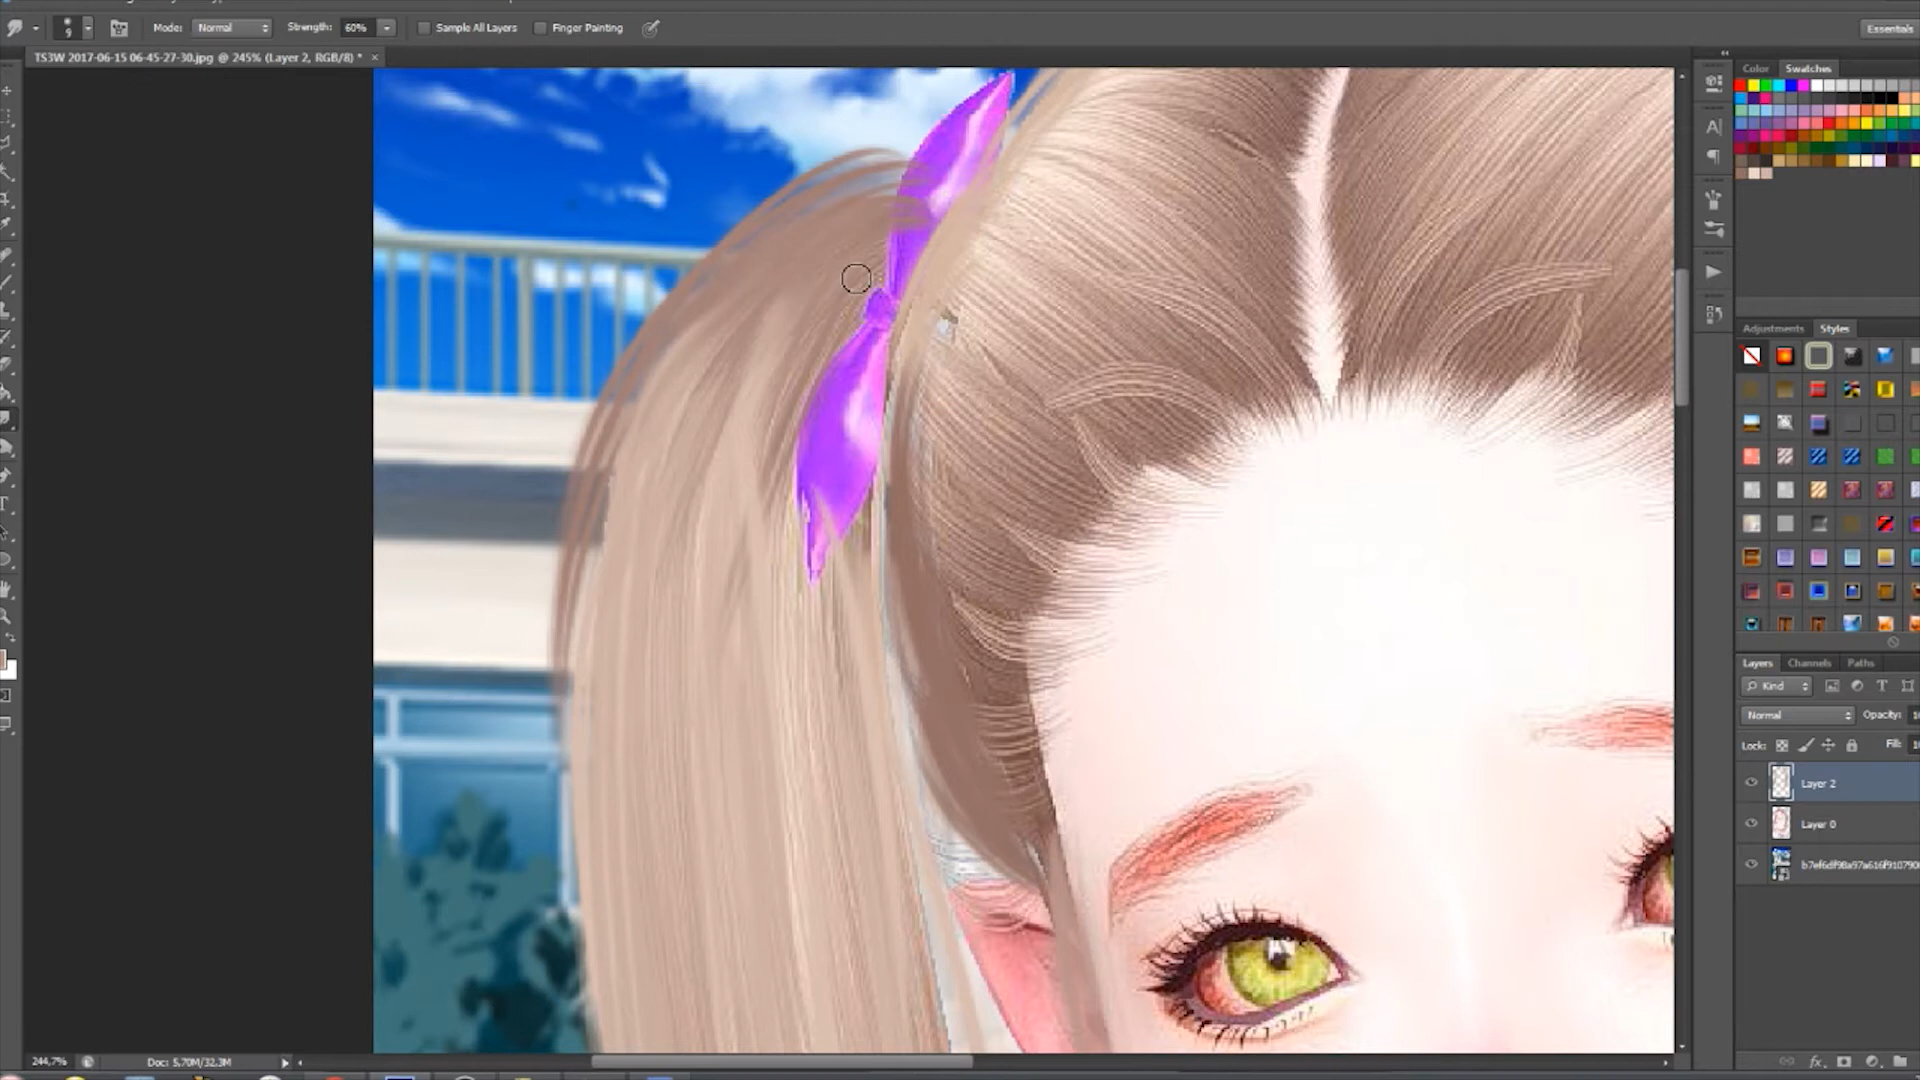 Mode: Normal Strength: 60% Sample All Layers Finger Painting Essentials
9
TS3W 2017-06-15 06-45-27-30.jpg @ 245% (Layer 2, RGB/8) * ×
Color Swatches
Adjustments Styles
Layers Channels Paths
Kind
Normal Opacity:
Lock: Fill:
Layer 2
Layer 0
244,7% Doc: 5,70M/32,3M